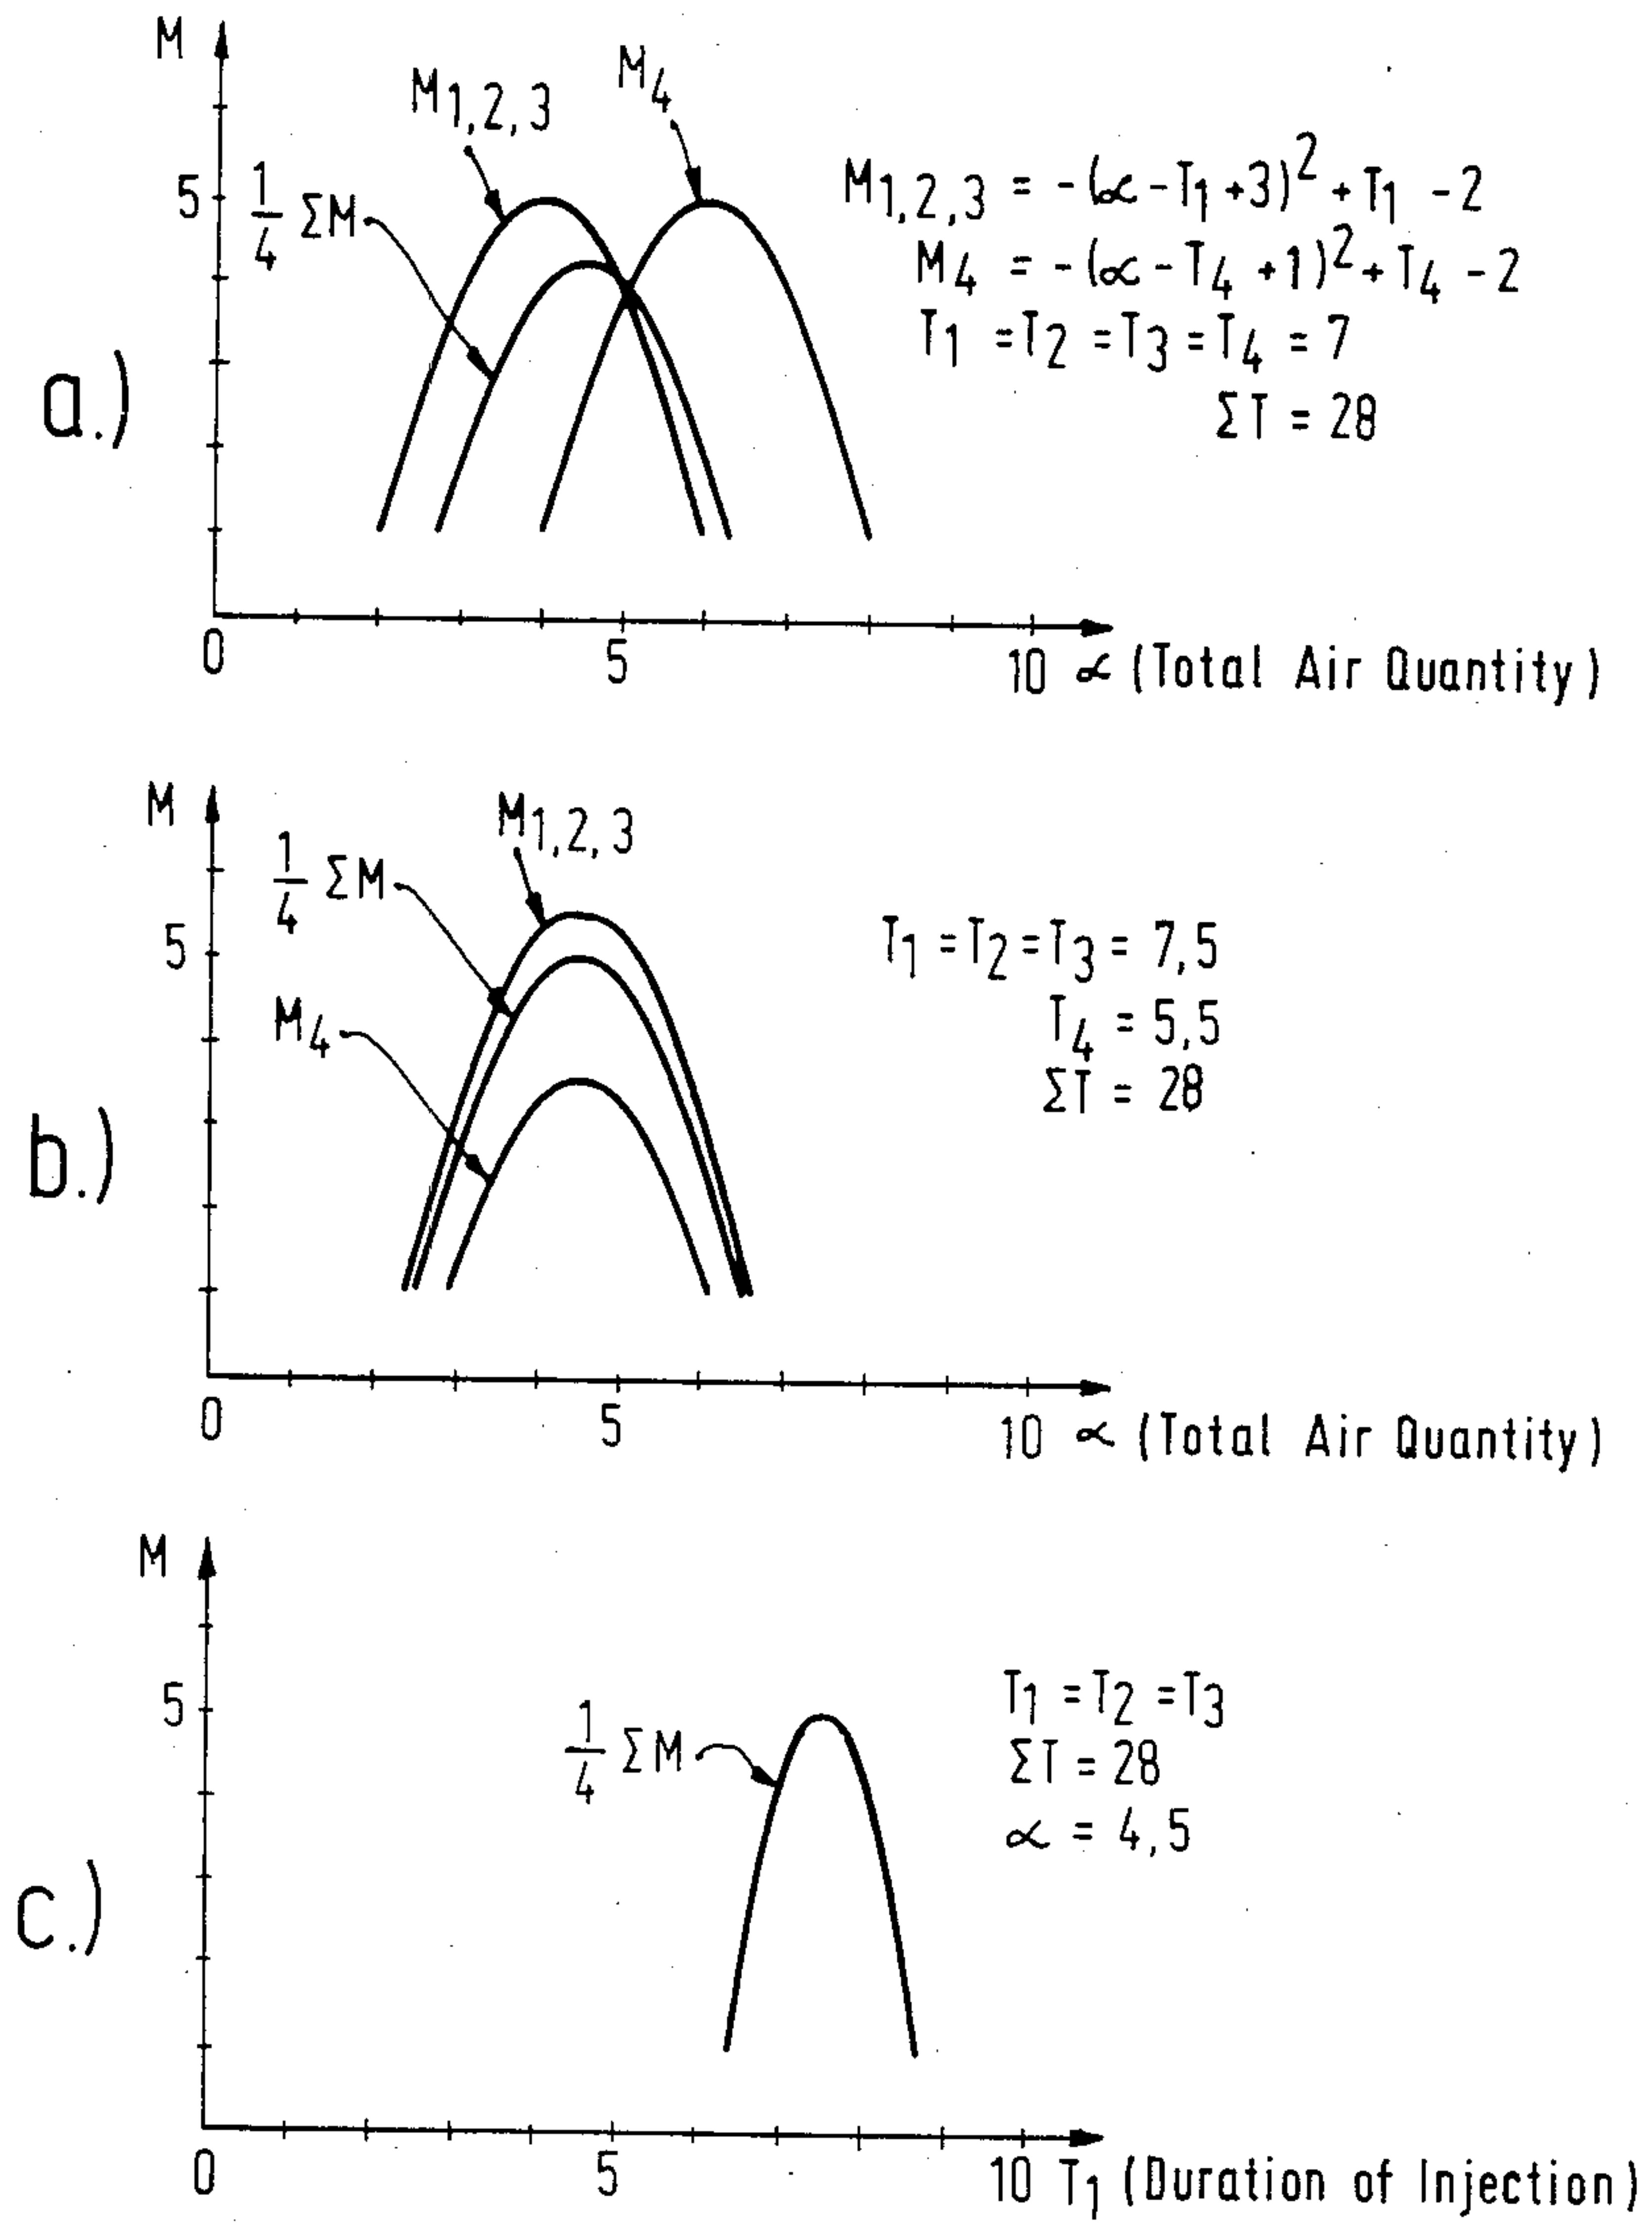 M
M1,2,3
M4
5
1/4 ΣM
M1,2,3 = -(α-T1+3)² + T1 -2
M4 = -(α-T4+1)² + T4 -2
T1 =T2 =T3 =T4 = 7
ΣT = 28
a.)
0 5 10 α (Total Air Quantity)
M
M1,2,3
1/4 ΣM
5
M4
T1 =T2 =T3 = 7,5
T4 = 5,5
ΣT = 28
b.)
0 5 10 α (Total Air Quantity)
M
5
1/4 ΣM
T1 =T2 =T3
ΣT = 28
α = 4,5
c.)
0 5 10 T1 (Duration of Injection)